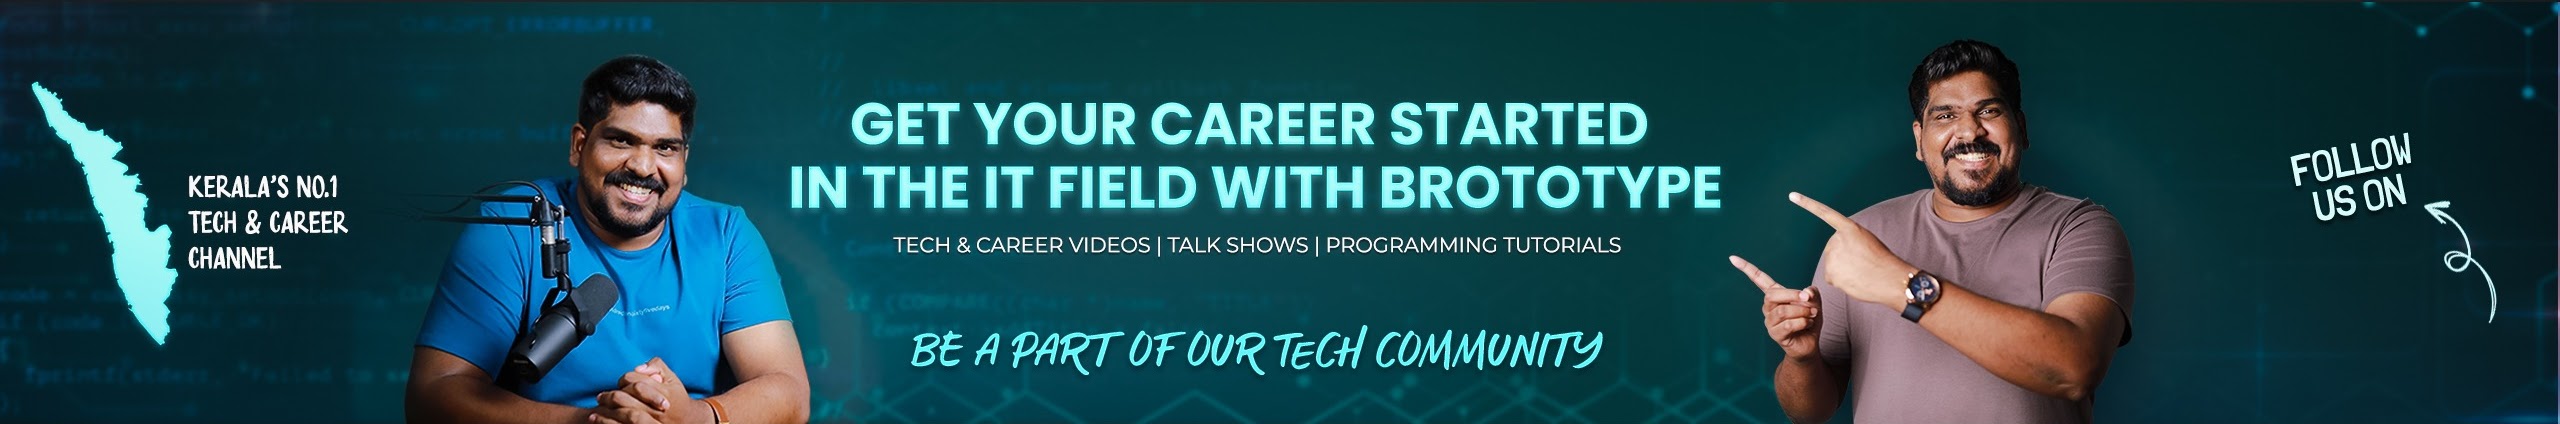 KERALA'S NO.1
TECH & CAREER
CHANNEL
GET YOUR CAREER STARTED
IN THE IT FIELD WITH BROTOTYPE
TECH & CAREER VIDEOS | TALK SHOWS | PROGRAMMING TUTORIALS
BE A PART OF OUR TECH COMMUNITY
FOLLOW
US ON